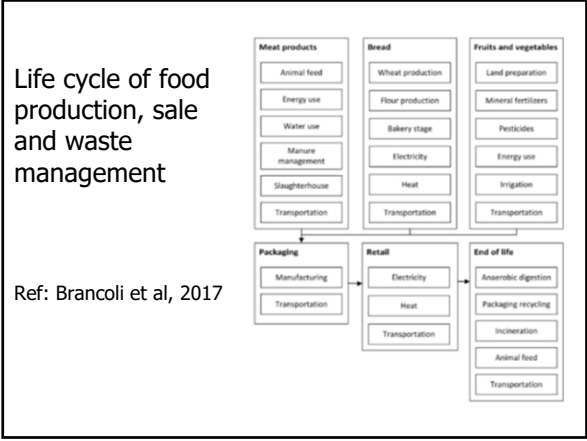 Life cycle of food
production, sale
and waste
management
Ref: Brancoli et al, 2017
Meat products
Animal feed
Energy use
Water use
Manure
management
Slaughterhouse
Transportation
Bread
Wheat production
Flour production
Bakery stage
Electricity
Heat
Transportation
Fruits and vegetables
Land preparation
Mineral fertilizers
Pesticides
Energy use
Irrigation
Transportation
Packaging
Manufacturing
Transportation
Retail
Electricity
Heat
Transportation
End of life
Anaerobic digestion
Packaging recycling
Incineration
Animal feed
Transportation